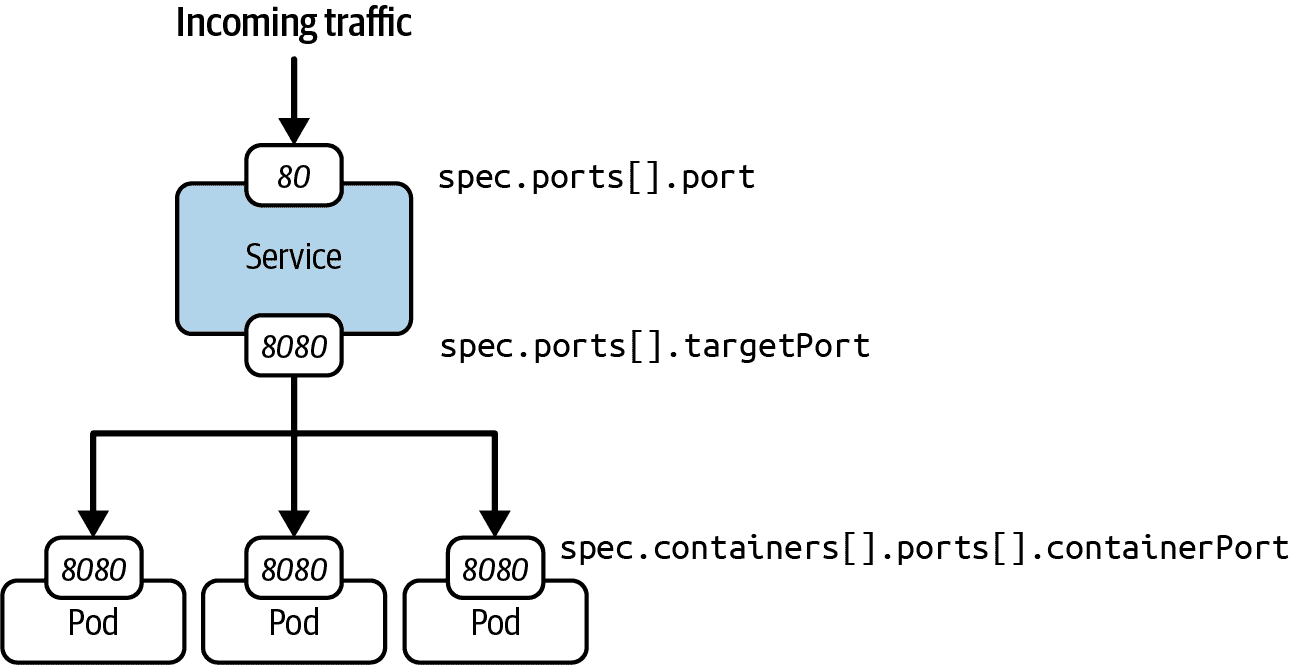 Incoming traffic
80
spec.ports[].port
Service
8080
spec.ports[].targetPort
8080
8080
8080
spec.containers[].ports[].containerPort
Pod
Pod
Pod